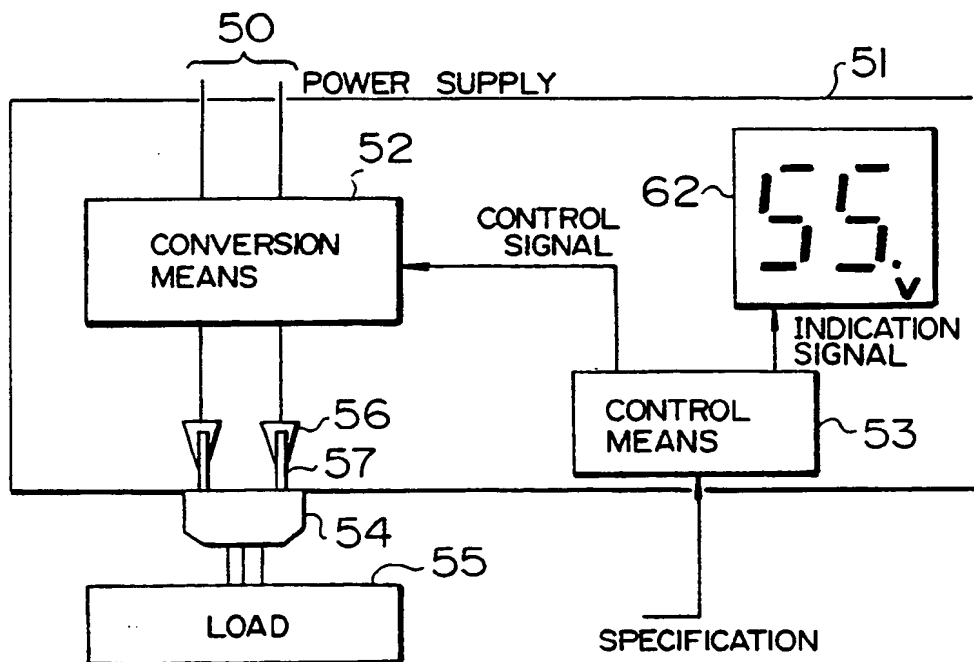 50
POWER SUPPLY
51
52
62
55.V
CONVERSION
MEANS
CONTROL
SIGNAL
INDICATION
SIGNAL
56
57
CONTROL
MEANS
53
54
55
LOAD
SPECIFICATION